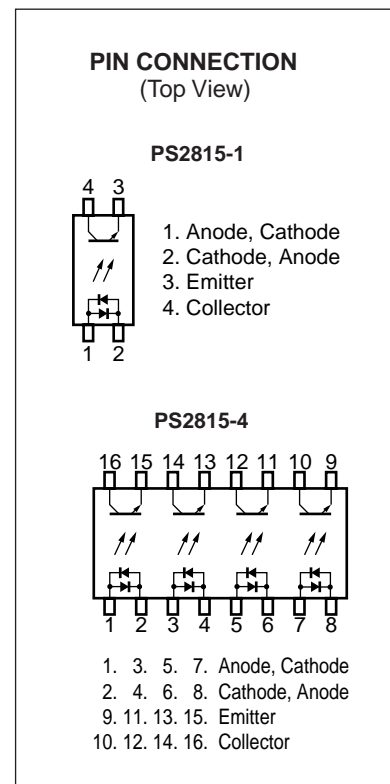 PIN CONNECTION
(Top View)
PS2815-1
4 3
1. Anode, Cathode
2. Cathode, Anode
3. Emitter
4. Collector
1 2
PS2815-4
16 15 14 13 12 11 10 9
1 2 3 4 5 6 7 8
1. 3. 5. 7. Anode, Cathode
2. 4. 6. 8. Cathode, Anode
9. 11. 13. 15. Emitter
10. 12. 14. 16. Collector